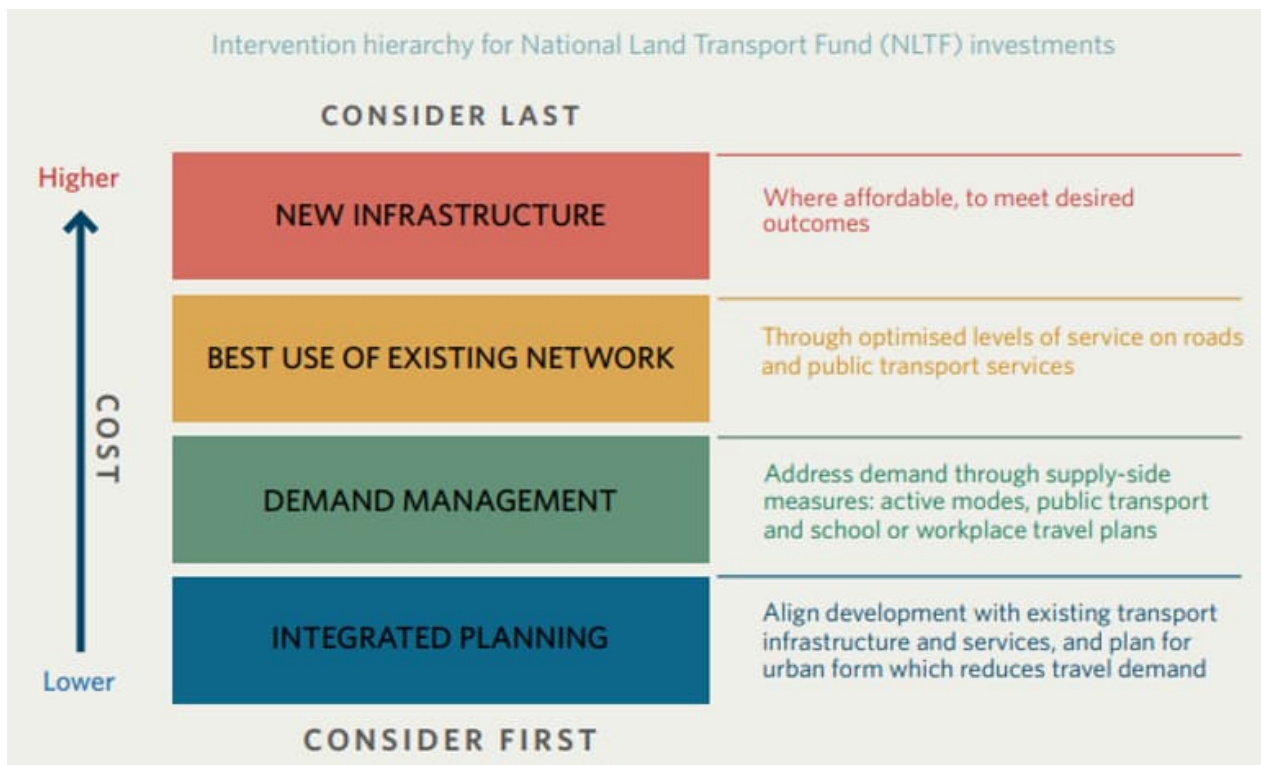 Intervention hierarchy for National Land Transport Fund (NLTF) investments
CONSIDER LAST
Higher
COST
Lower
NEW INFRASTRUCTURE
Where affordable, to meet desired
outcomes
BEST USE OF EXISTING NETWORK
Through optimised levels of service on roads
and public transport services
DEMAND MANAGEMENT
Address demand through supply-side
measures: active modes, public transport
and school or workplace travel plans
INTEGRATED PLANNING
Align development with existing transport
infrastructure and services, and plan for
urban form which reduces travel demand
CONSIDER FIRST